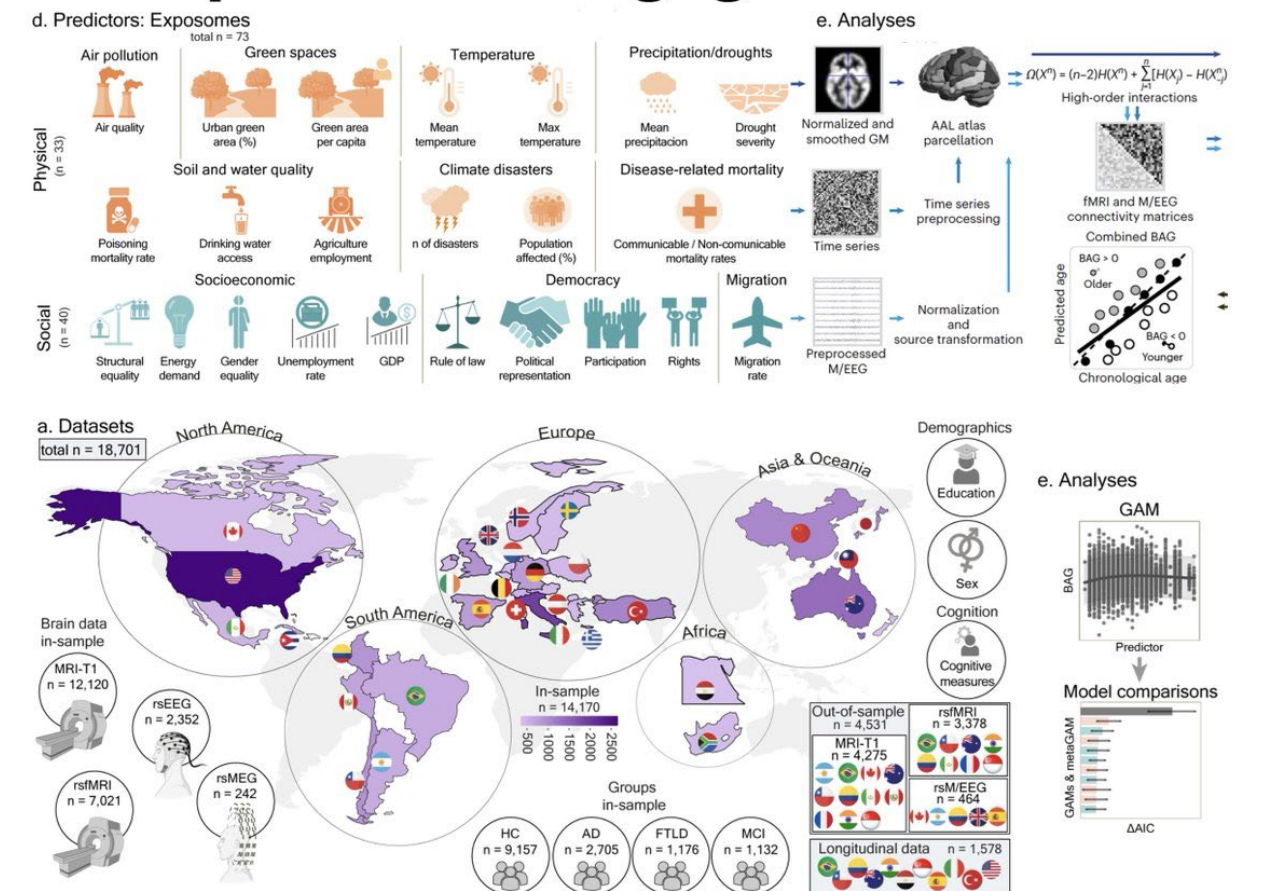 d. Predictors: Exposomes
total n = 73
Air pollution
Green spaces
Temperature
Precipitation/droughts
Air quality
Urban green
area (%)
Green area
per capita
Mean
temperature
Max
temperature
Mean
precipitacion
Drought
severity
Physical
(n = 33)
Soil and water quality
Climate disasters
Disease-related mortality
Poisoning
mortality rate
Drinking water
access
Agriculture
employment
n of disasters
Population
affected (%)
Communicable / Non-comunicable
mortality rates
Social
(n = 40)
Socioeconomic
Democracy
Migration
Structural
equality
Energy
demand
Gender
equality
Unemployment
rate
GDP
Rule of law
Political
representation
Participation
Rights
Migration
rate
e. Analyses
Normalized and
smoothed GM
AAL atlas
parcellation
Ω(Xⁿ) = (n−2)H(Xⁿ) + Σⁿⱼ₌₁[H(Xⱼ) − H(Xⁿ₋ⱼ)
High-order interactions
Time series
Time series
preprocessing
fMRI and M/EEG
connectivity matrices
Preprocessed
M/EEG
Normalization
and
source transformation
Combined BAG
BAG > 0
Older
BAG < 0
Younger
Predicted age
Chronological age
a. Datasets
total n = 18,701
North America
Europe
Asia & Oceania
South America
Africa
Brain data
in-sample
MRI-T1
n = 12,120
rsEEG
n = 2,352
rsfMRI
n = 7,021
rsMEG
n = 242
In-sample
n = 14,170
500
1000
1500
2000
2500
Groups
in-sample
HC
n = 9,157
AD
n = 2,705
FTLD
n = 1,176
MCI
n = 1,132
Demographics
Education
Sex
Cognition
Cognitive
measures
Out-of-sample
n = 4,531
MRI-T1
n = 4,275
rsfMRI
n = 3,378
rsM/EEG
n = 464
Longitudinal data n = 1,578
e. Analyses
GAM
BAG
Predictor
Model comparisons
GAMs & metaGAM
ΔAIC